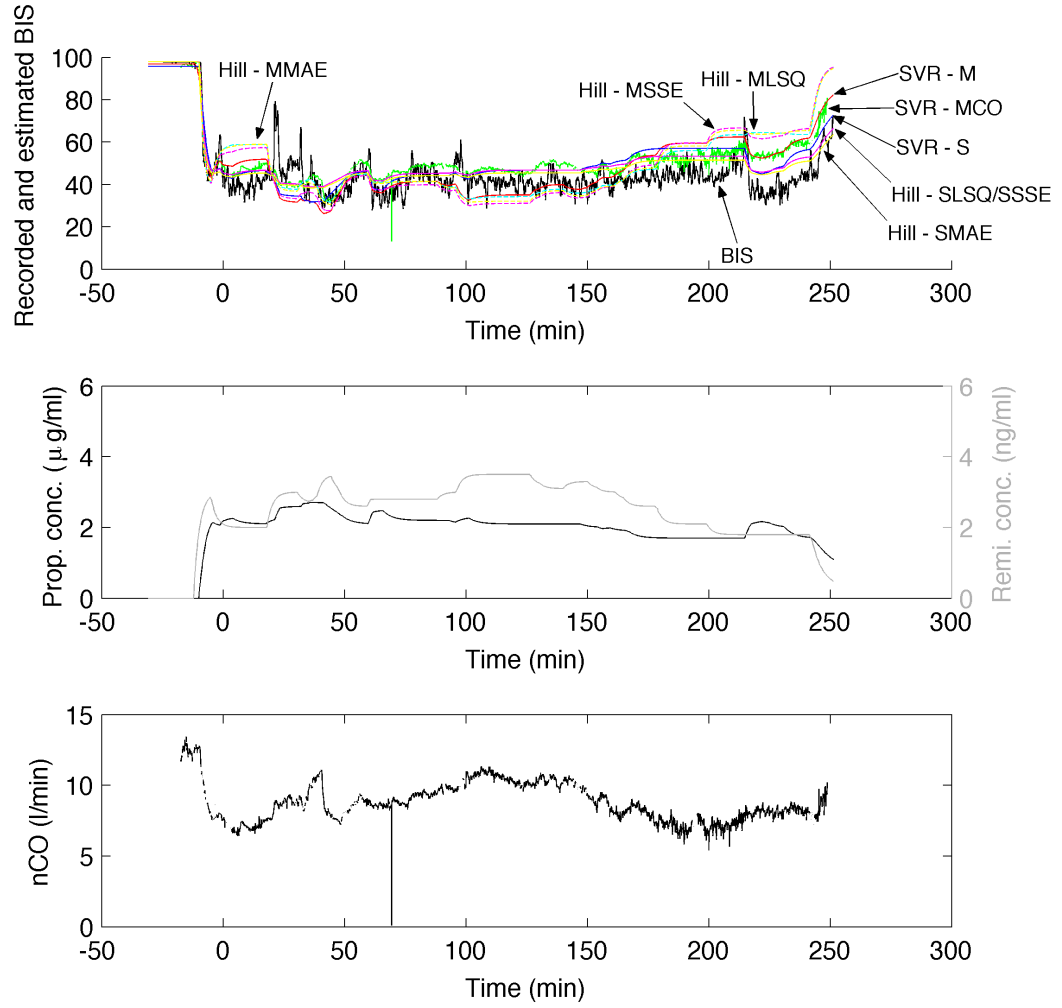 Recorded and estimated BIS
100
80
60
40
20
0
-50
0
50
100
150
200
250
300
Time (min)
Hill - MMAE
Hill - MSSE
Hill - MLSQ
SVR - M
SVR - MCO
SVR - S
Hill - SLSQ/SSSE
Hill - SMAE
BIS
Prop. conc. (μ g/ml)
6
4
2
0
Remi. conc. (ng/ml)
6
4
2
0
-50
0
50
100
150
200
250
300
Time (min)
nCO (l/min)
15
10
5
0
-50
0
50
100
150
200
250
300
Time (min)